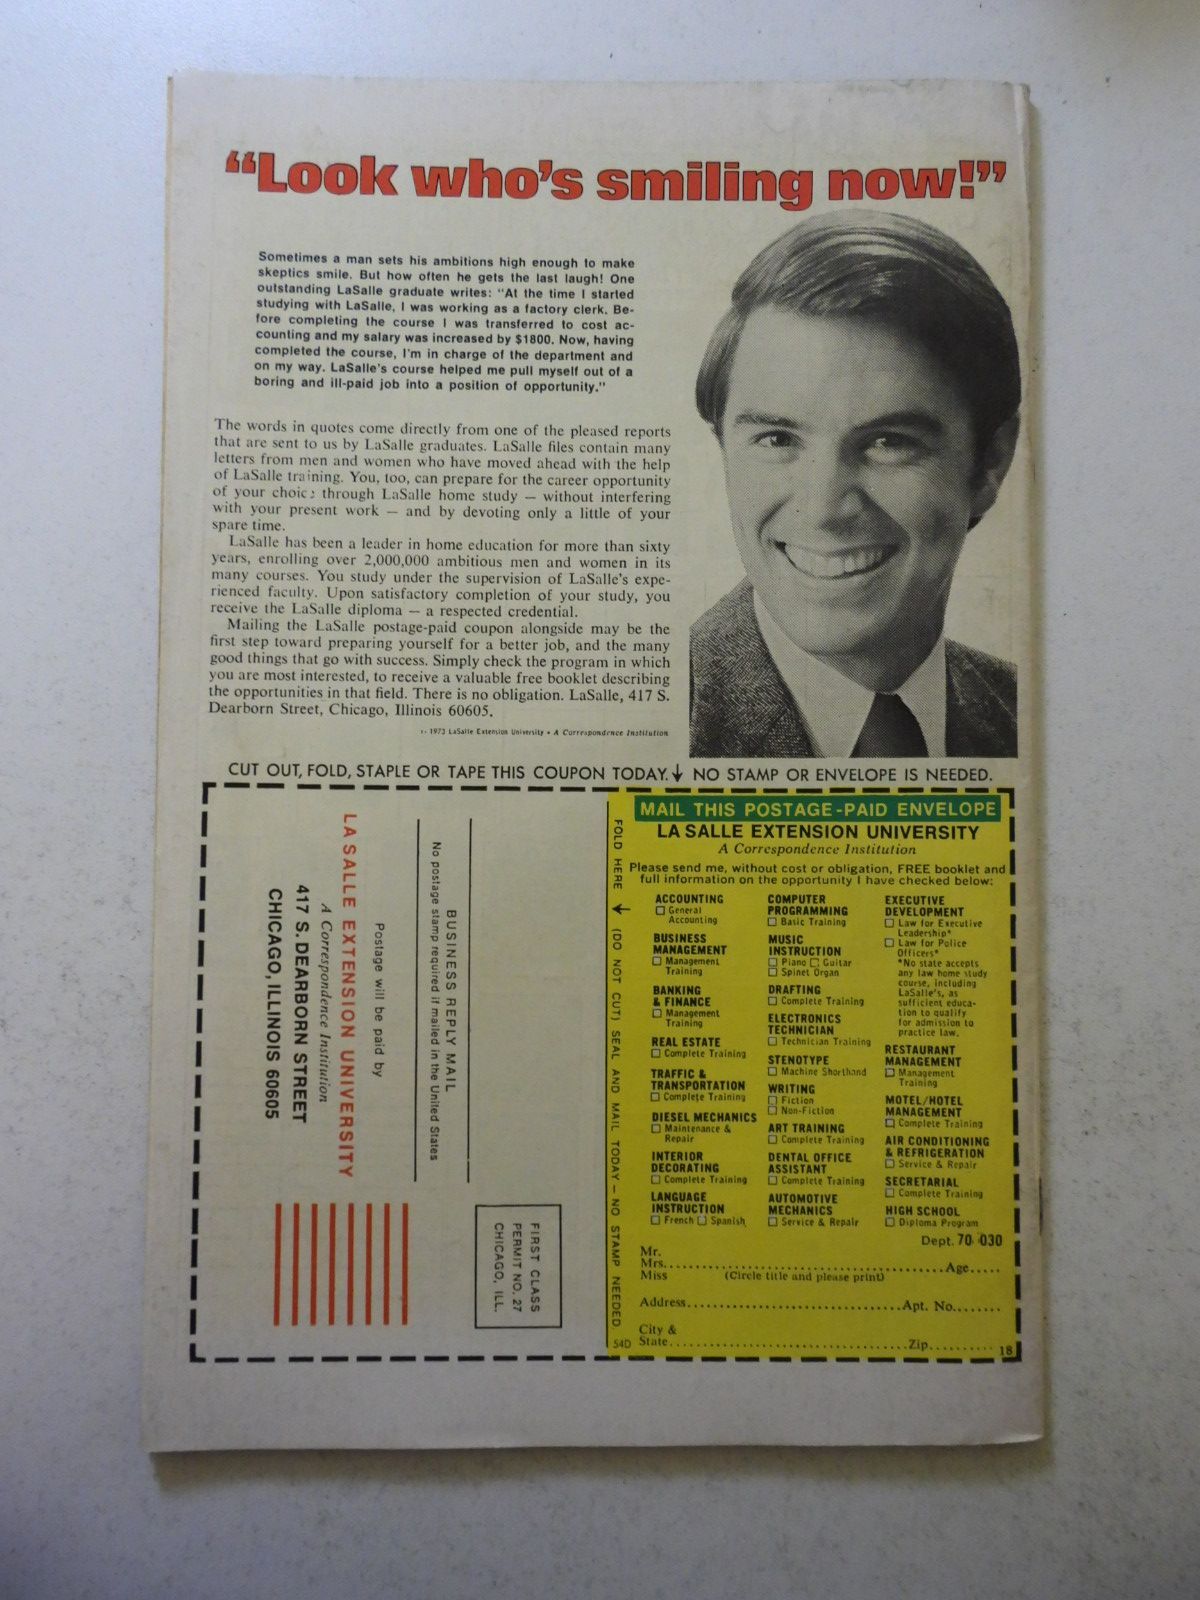 “Look who’s smiling now!”
Sometimes a man sets his ambitions high enough to make
skeptics smile. But how often he gets the last laugh! One
outstanding LaSalle graduate writes: "At the time I started
studying with LaSalle, I was working as a factory clerk. Be-
fore completing the course I was transferred to cost ac-
counting and my salary was increased by $1800. Now, having
completed the course, I'm in charge of the department and
on my way. LaSalle's course helped me pull myself out of a
boring and ill-paid job into a position of opportunity."
The words in quotes come directly from one of the pleased reports
that are sent to us by LaSalle graduates. LaSalle files contain many
letters from men and women who have moved ahead with the help
of LaSalle training. You, too, can prepare for the career opportunity
of your choice through LaSalle home study — without interfering
with your present work — and by devoting only a little of your
spare time.
LaSalle has been a leader in home education for more than sixty
years, enrolling over 2,000,000 ambitious men and women in its
many courses. You study under the supervision of LaSalle's expe-
rienced faculty. Upon satisfactory completion of your study, you
receive the LaSalle diploma — a respected credential.
Mailing the LaSalle postage-paid coupon alongside may be the
first step toward preparing yourself for a better job, and the many
good things that go with success. Simply check the program in which
you are most interested, to receive a valuable free booklet describing
the opportunities in that field. There is no obligation. LaSalle, 417 S.
Dearborn Street, Chicago, Illinois 60605.
1973 LaSalle Extension University • A Correspondence Institution
CUT OUT, FOLD, STAPLE OR TAPE THIS COUPON TODAY. ↓ NO STAMP OR ENVELOPE IS NEEDED.
FIRST CLASS
PERMIT NO. 27
CHICAGO, ILL.
BUSINESS REPLY MAIL
No postage stamp required if mailed in the United States
Postage will be paid by
LA SALLE EXTENSION UNIVERSITY
A Correspondence Institution
417 S. DEARBORN STREET
CHICAGO, ILLINOIS 60605
FOLD HERE ↓ (DO NOT CUT) SEAL AND MAIL TODAY — NO STAMP NEEDED
54D
MAIL THIS POSTAGE-PAID ENVELOPE
LA SALLE EXTENSION UNIVERSITY
A Correspondence Institution
Please send me, without cost or obligation, FREE booklet and
full information on the opportunity I have checked below:
ACCOUNTING
☐ General
Accounting
BUSINESS
MANAGEMENT
☐ Management
Training
BANKING
& FINANCE
☐ Management
Training
REAL ESTATE
☐ Complete Training
TRAFFIC &
TRANSPORTATION
☐ Complete Training
DIESEL MECHANICS
☐ Maintenance &
Repair
INTERIOR
DECORATING
☐ Complete Training
LANGUAGE
INSTRUCTION
☐ French ☐ Spanish
COMPUTER
PROGRAMMING
☐ Basic Training
MUSIC
INSTRUCTION
☐ Piano ☐ Guitar
☐ Spinet Organ
DRAFTING
☐ Complete Training
ELECTRONICS
TECHNICIAN
☐ Technician Training
STENOTYPE
☐ Machine Shorthand
WRITING
☐ Fiction
☐ Non-Fiction
ART TRAINING
☐ Complete Training
DENTAL OFFICE
ASSISTANT
☐ Complete Training
AUTOMOTIVE
MECHANICS
☐ Service & Repair
EXECUTIVE
DEVELOPMENT
☐ Law for Executive
Leadership*
☐ Law for Police
Officers*
*No state accepts
any law home study
course, including
LaSalle's, as
sufficient educa-
tion to qualify
for admission to
practice law.
RESTAURANT
MANAGEMENT
☐ Management
Training
MOTEL/HOTEL
MANAGEMENT
☐ Complete Training
AIR CONDITIONING
& REFRIGERATION
☐ Service & Repair
SECRETARIAL
☐ Complete Training
HIGH SCHOOL
☐ Diploma Program
Dept. 70 030
Mr.
Mrs. Age
Miss (Circle title and please print)
Address Apt. No.
City &
State Zip
18